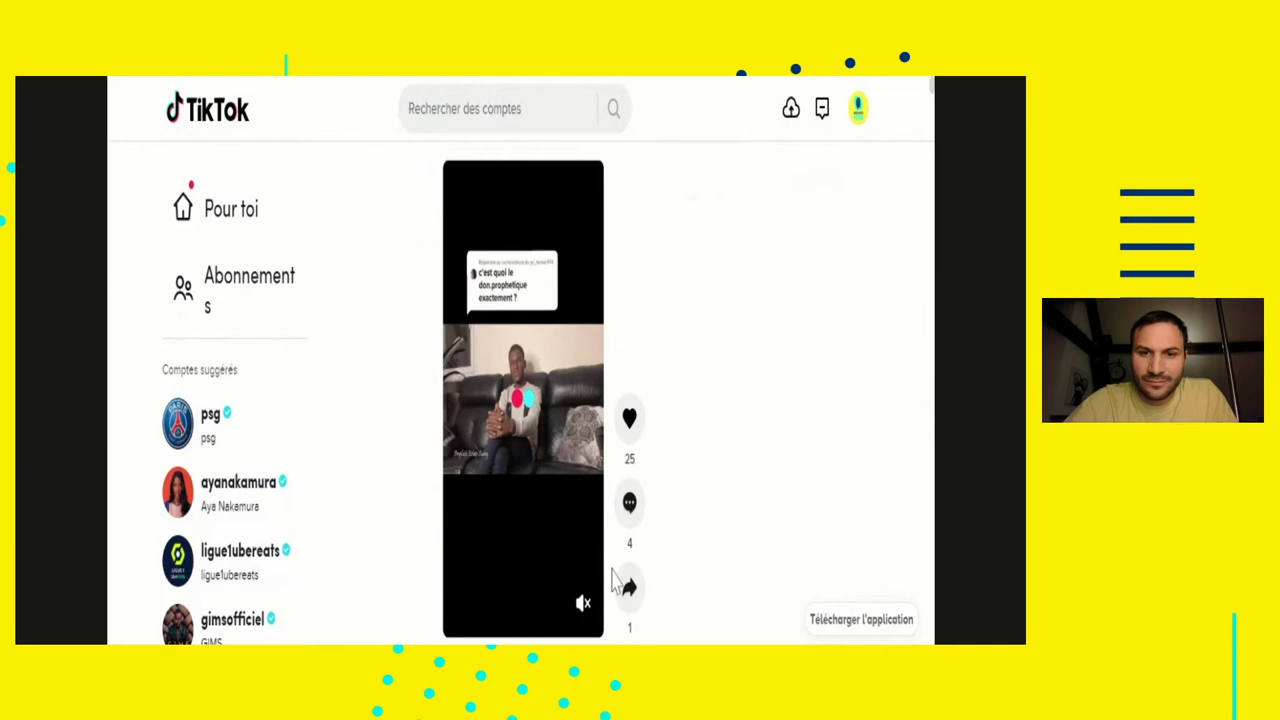 TikTok
Rechercher des comptes
Pour toi
Abonnement
s
Comptes suggérés
psg
psg
ayanakamura
Aya Nakamura
ligue1ubereats
ligue1ubereats
gimsofficiel
GIMS
c'est quoi le
don.prophetique
exactement ?
25
4
1
Télécharger l'application